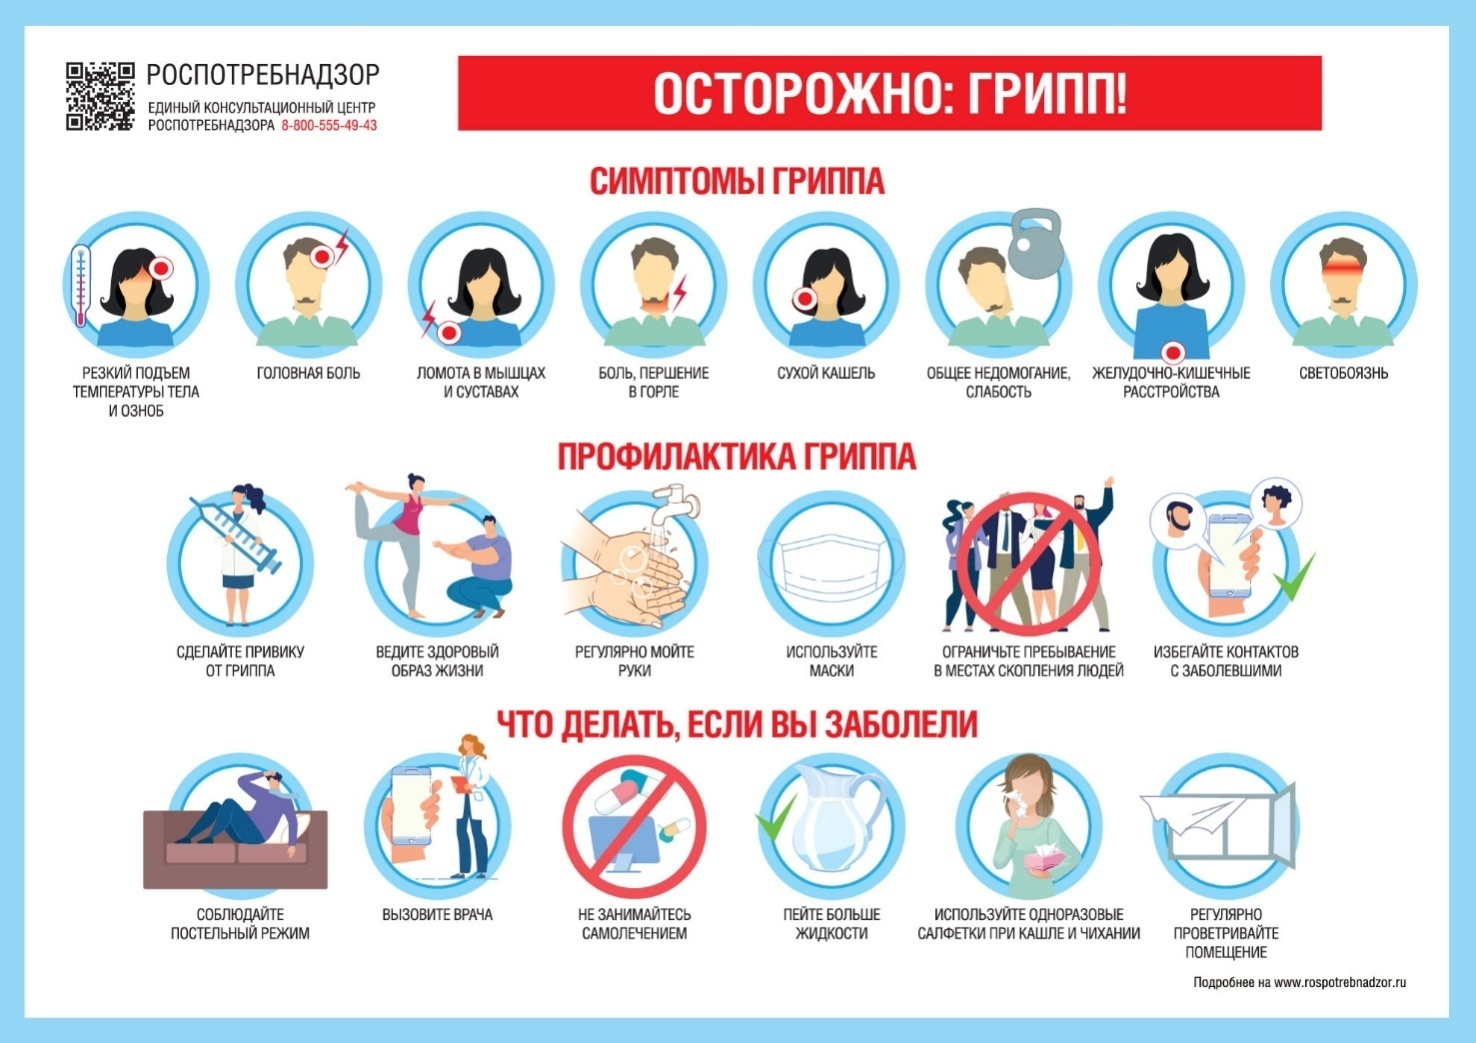 РОСПОТРЕБНАДЗОР
ЕДИНЫЙ КОНСУЛЬТАЦИОННЫЙ ЦЕНТР
РОСПОТРЕБНАДЗОРА 8-800-555-49-43
ОСТОРОЖНО: ГРИПП!
СИМПТОМЫ ГРИППА
РЕЗКИЙ ПОДЪЕМ
ТЕМПЕРАТУРЫ ТЕЛА
И ОЗНОБ
ГОЛОВНАЯ БОЛЬ
ЛОМОТА В МЫШЦАХ
И СУСТАВАХ
БОЛЬ, ПЕРШЕНИЕ
В ГОРЛЕ
СУХОЙ КАШЕЛЬ
ОБЩЕЕ НЕДОМОГАНИЕ,
СЛАБОСТЬ
ЖЕЛУДОЧНО-КИШЕЧНЫЕ
РАССТРОЙСТВА
СВЕТОБОЯЗНЬ
ПРОФИЛАКТИКА ГРИППА
СДЕЛАЙТЕ ПРИВИКУ
ОТ ГРИППА
ВЕДИТЕ ЗДОРОВЫЙ
ОБРАЗ ЖИЗНИ
РЕГУЛЯРНО МОЙТЕ
РУКИ
ИСПОЛЬЗУЙТЕ
МАСКИ
ОГРАНИЧЬТЕ ПРЕБЫВАЕНИЕ
В МЕСТАХ СКОПЛЕНИЯ ЛЮДЕЙ
ИЗБЕГАЙТЕ КОНТАКТОВ
С ЗАБОЛЕВШИМИ
ЧТО ДЕЛАТЬ, ЕСЛИ ВЫ ЗАБОЛЕЛИ
СОБЛЮДАЙТЕ
ПОСТЕЛЬНЫЙ РЕЖИМ
ВЫЗОВИТЕ ВРАЧА
НЕ ЗАНИМАЙТЕСЬ
САМОЛЕЧЕНИЕМ
ПЕЙТЕ БОЛЬШЕ
ЖИДКОСТИ
ИСПОЛЬЗУЙТЕ ОДНОРАЗОВЫЕ
САЛФЕТКИ ПРИ КАШЛЕ И ЧИХАНИИ
РЕГУЛЯРНО
ПРОВЕТРИВАЙТЕ
ПОМЕЩЕНИЕ
Подробнее на www.rospotrebnadzor.ru